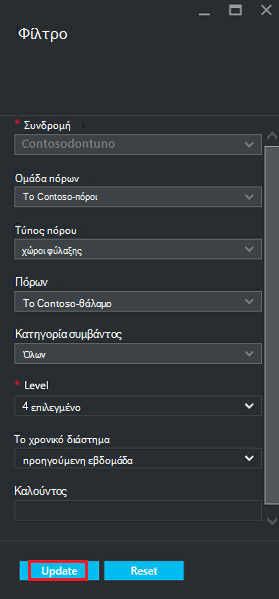 Φίλτρο
* Συνδρομή
Contosodontuno
Ομάδα πόρων
Το Contoso-πόροι
Τύπος πόρου
χώροι φύλαξης
Πόρων
Το Contoso-θάλαμο
Κατηγορία συμβάντος
Όλων
* Level
4 επιλεγμένο
Το χρονικό διάστημα
προηγούμενη εβδομάδα
Καλούντος
Update Reset